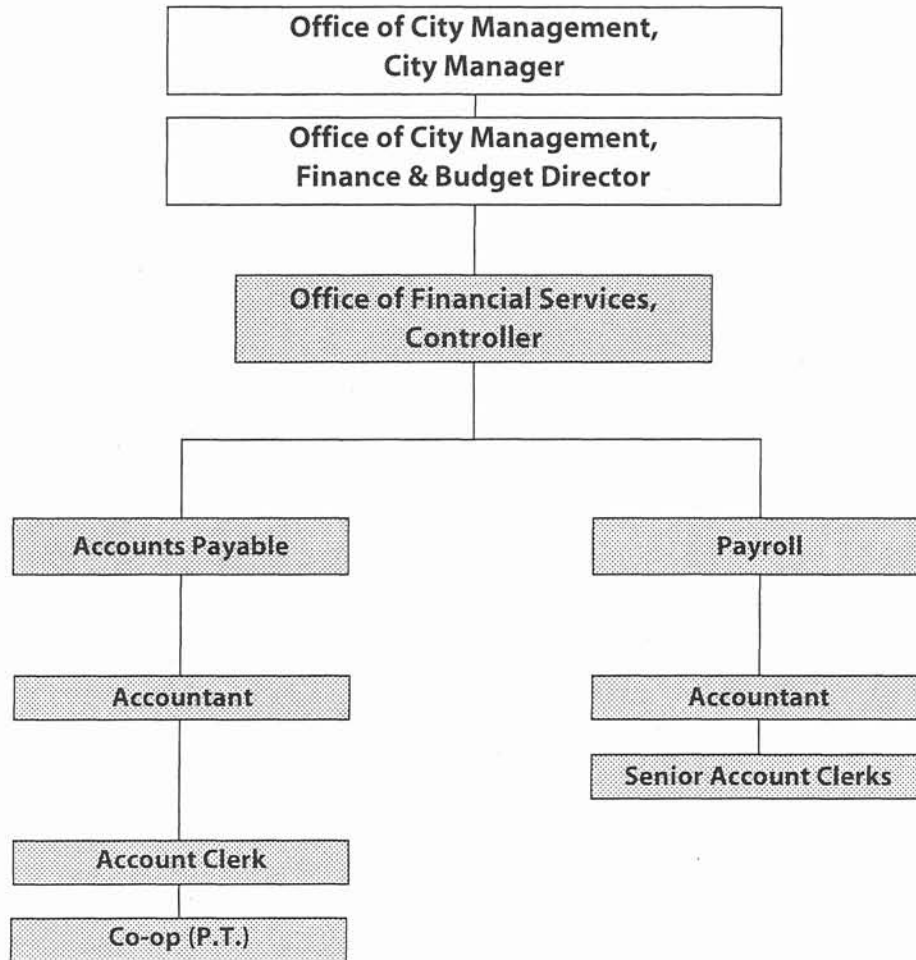 Office of City Management,
City Manager
Office of City Management,
Finance & Budget Director
Office of Financial Services,
Controller
Accounts Payable
Payroll
Accountant
Accountant
Senior Account Clerks
Account Clerk
Co-op (P.T.)